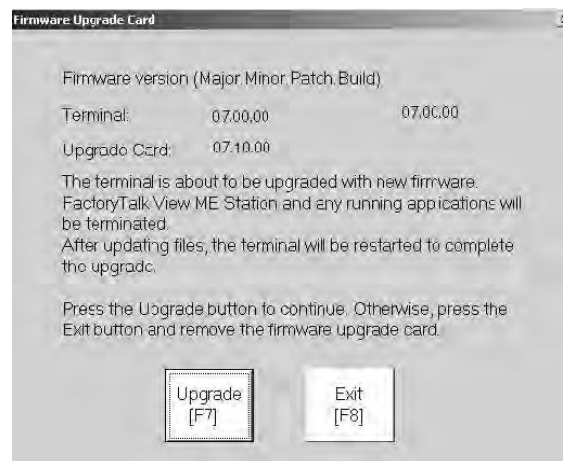 Firmware Upgrade Card
Firmware version (Major.Minor.Patch.Build)
Terminal: 07.00.00 07.00.00
Upgrade Card: 07.10.00
The terminal is about to be upgraded with new firmware.
FactoryTalk View ME Station and any running applications will
be terminated.
After updating files, the terminal will be restarted to complete
the upgrade.
Press the Upgrade button to continue. Otherwise, press the
Exit button and remove the firmware upgrade card.
Upgrade Exit
[F7] [F8]